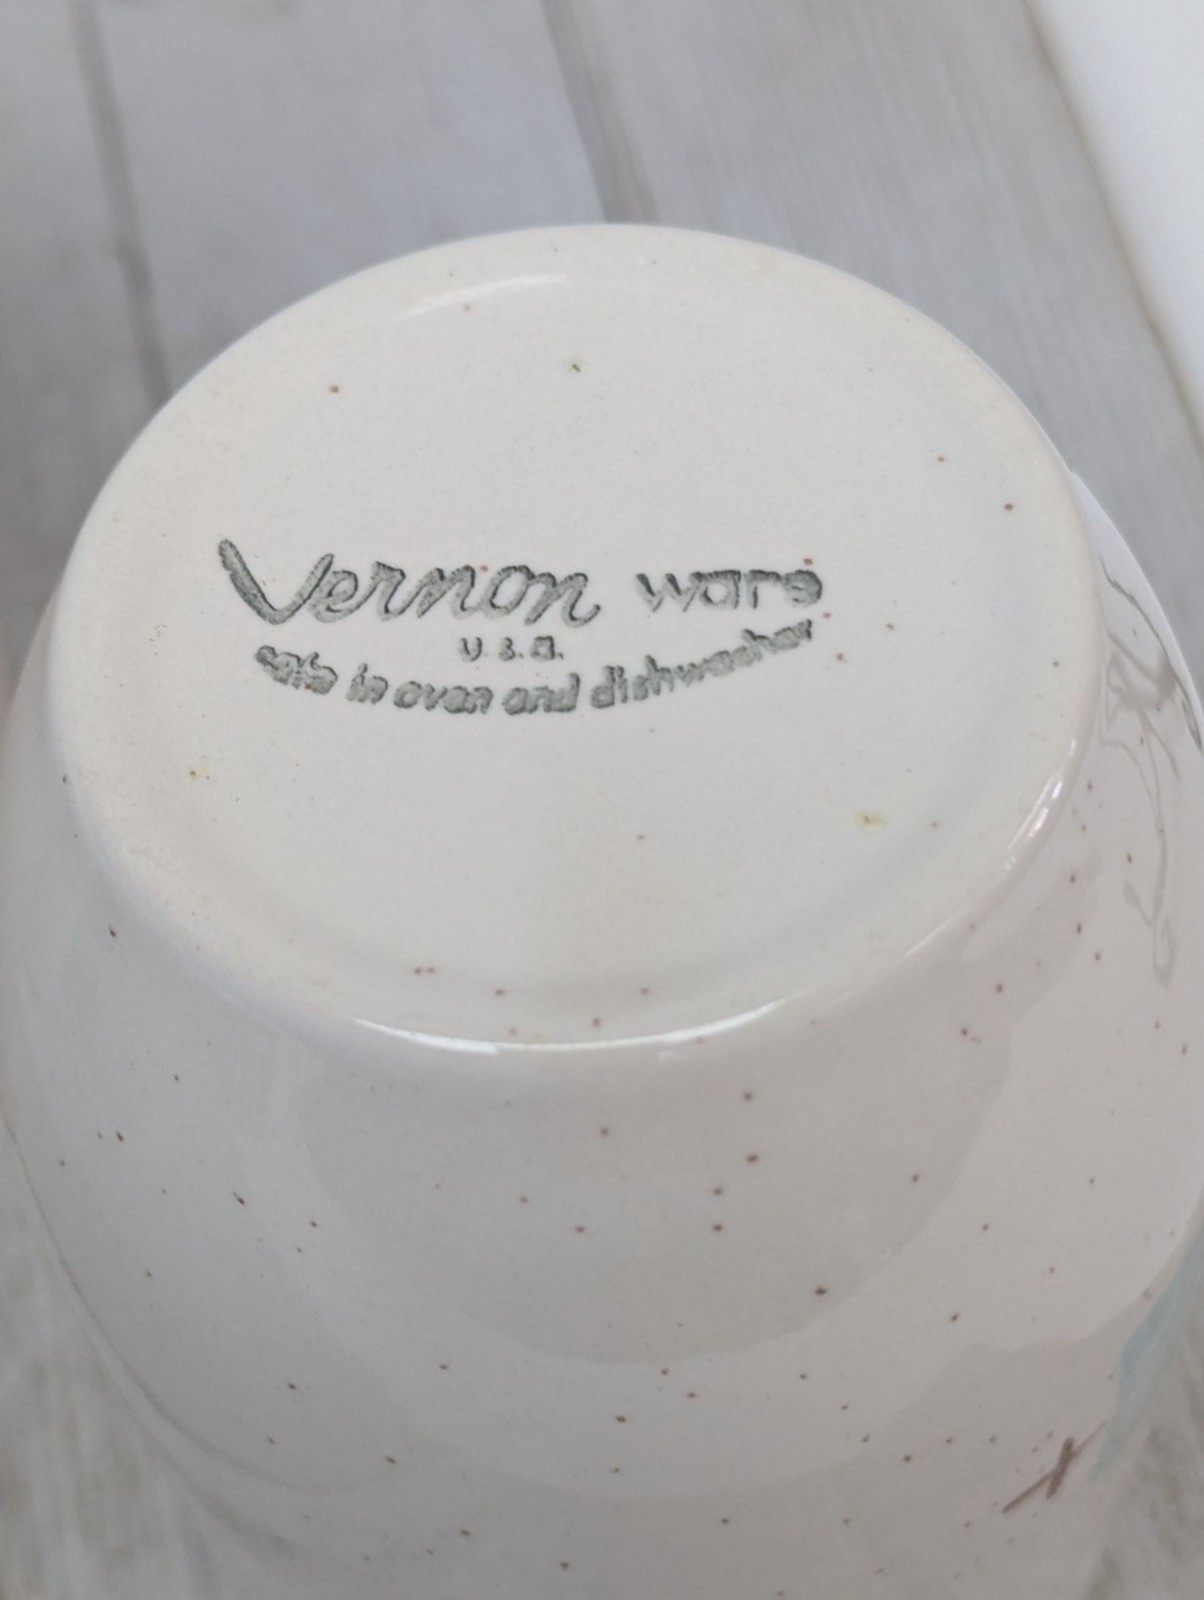 Vernon ware
U.S.A.
safe in oven and dishwasher